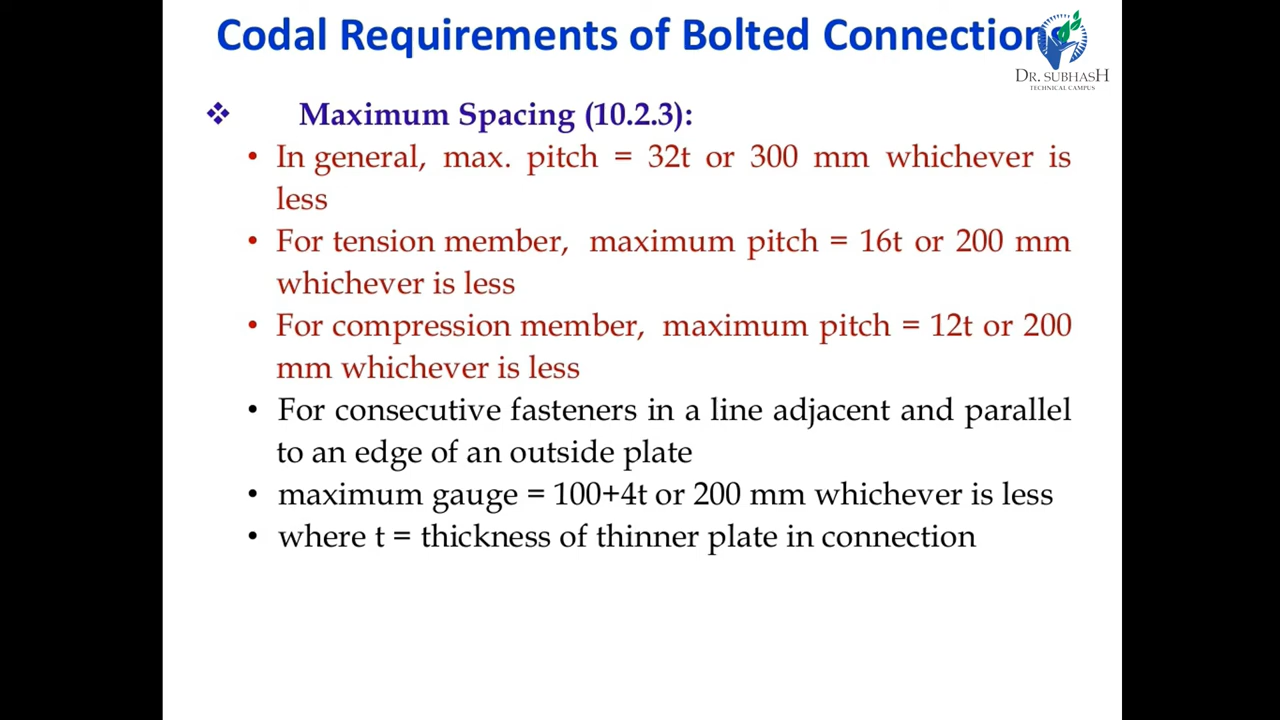 Codal Requirements of Bolted Connection
DR. SUBHASH
TECHNICAL CAMPUS
❖ Maximum Spacing (10.2.3):
• In general, max. pitch = 32t or 300 mm whichever is
less
• For tension member, maximum pitch = 16t or 200 mm
whichever is less
• For compression member, maximum pitch = 12t or 200
mm whichever is less
• For consecutive fasteners in a line adjacent and parallel
to an edge of an outside plate
• maximum gauge = 100+4t or 200 mm whichever is less
• where t = thickness of thinner plate in connection